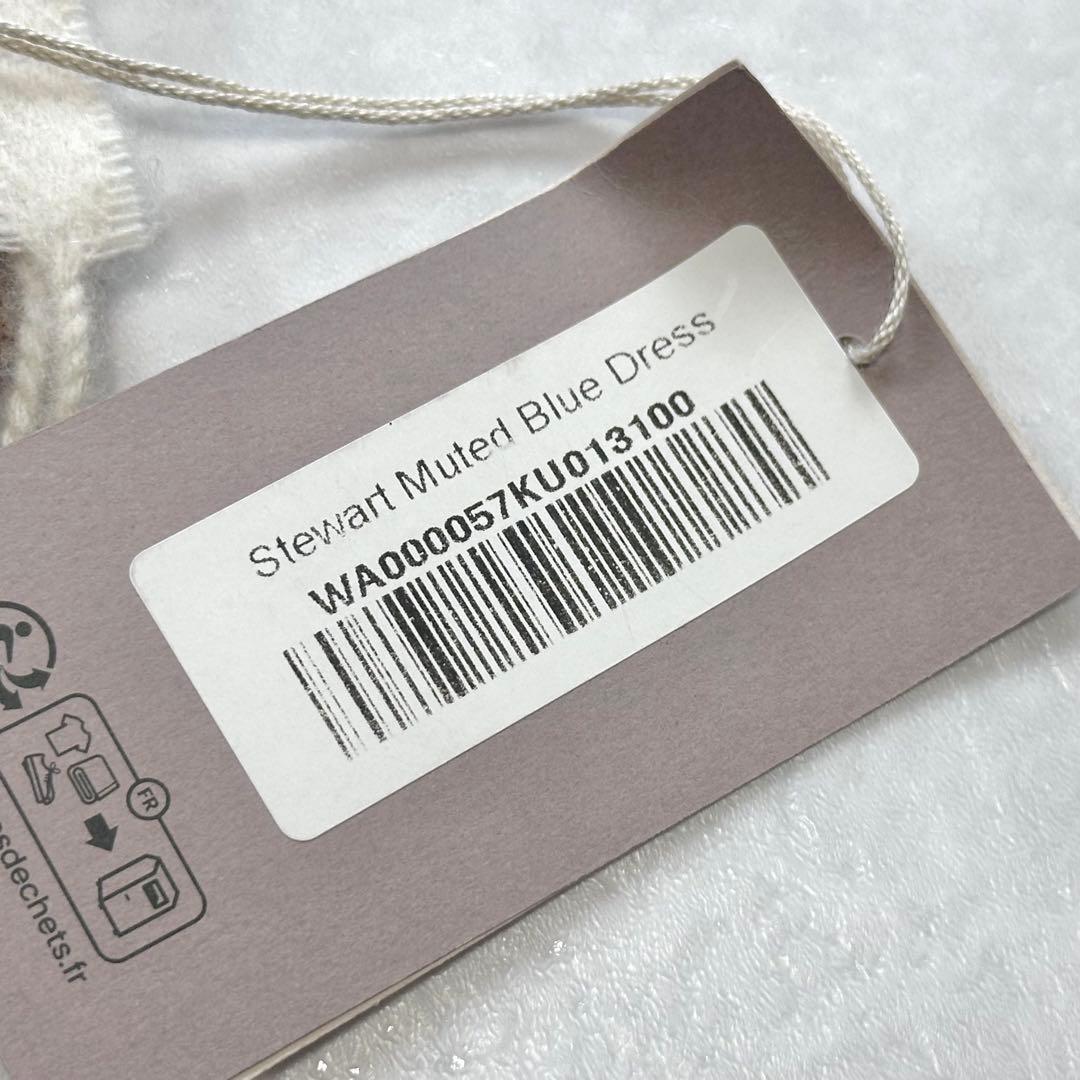 Stewart Muted Blue Dress
WA000057KU013100
FR
sdechets.fr